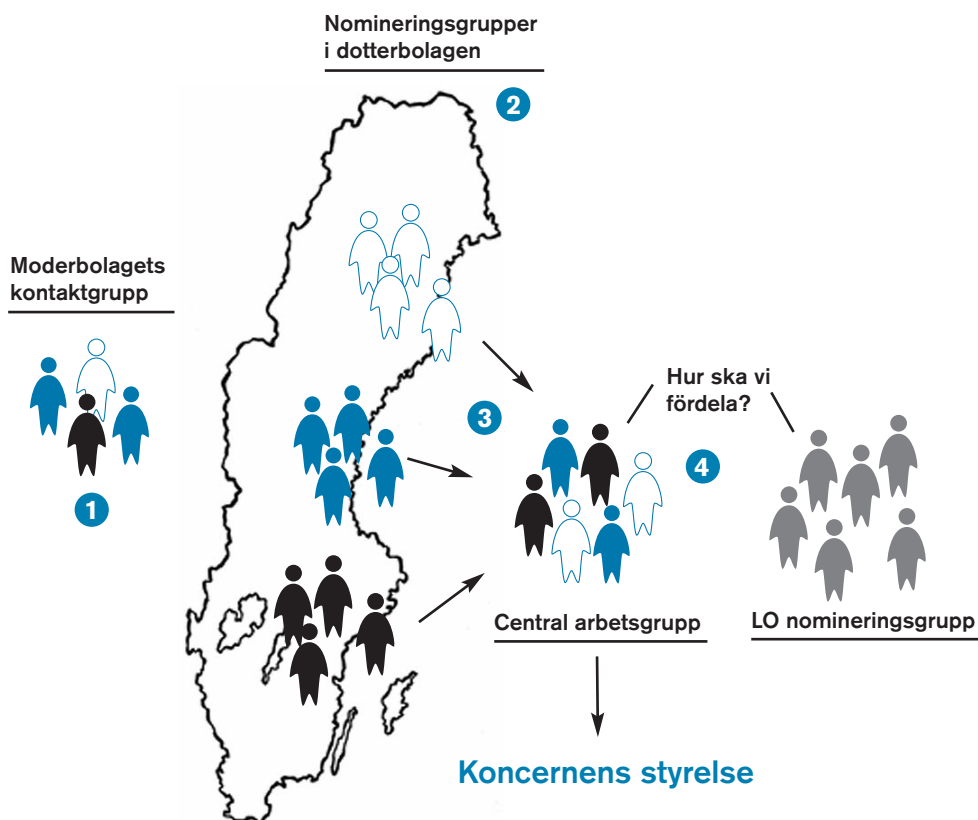 Nomineringsgrupper
i dotterbolagen
2
Moderbolagets
kontaktgrupp
1
3
Hur ska vi
fördela?
4
Central arbetsgrupp
LO nomineringsgrupp
Koncernens styrelse